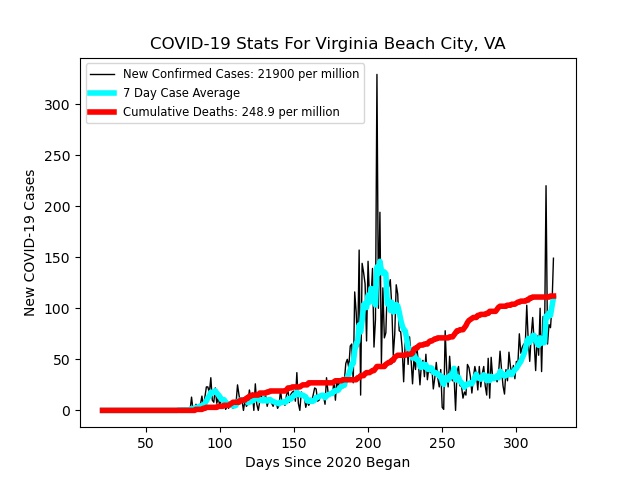 COVID-19 Stats For Virginia Beach City, VA
New Confirmed Cases: 21900 per million
7 Day Case Average
Cumulative Deaths: 248.9 per million
New COVID-19 Cases
300
250
200
150
100
50
0
50 100 150 200 250 300
Days Since 2020 Began